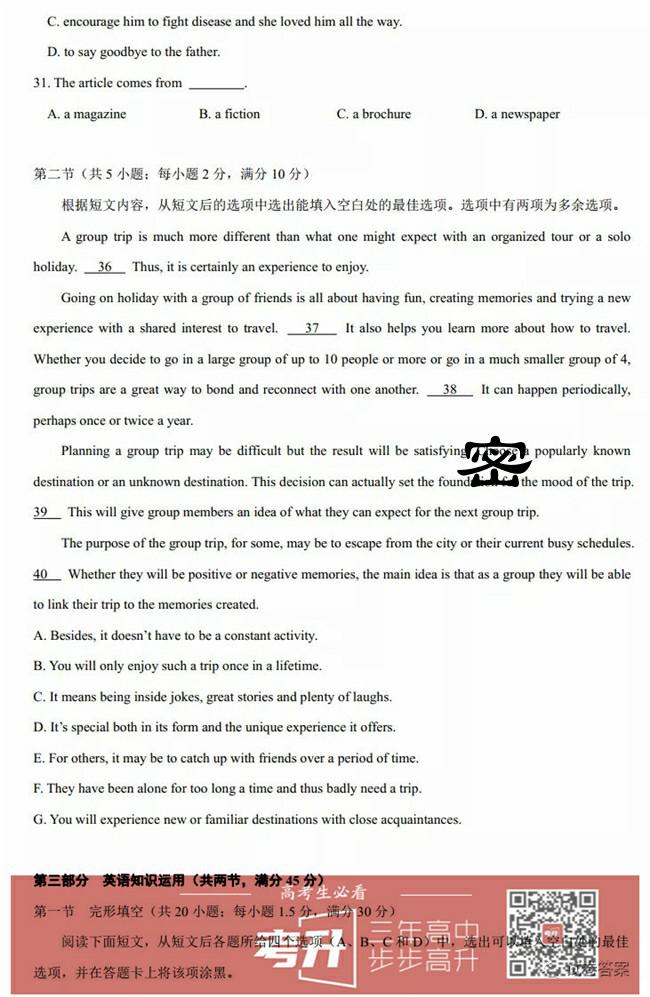 C. encourage him to fight disease and she loved him all the way.
D. to say goodbye to the father.
31. The article comes from ________.
A. a magazine B. a fiction C. a brochure D. a newspaper
第二节（共 5 小题；每小题 2 分，满分 10 分）
根据短文内容，从短文后的选项中选出能填入空白处的最佳选项。选项中有两项为多余选项。
A group trip is much more different than what one might expect with an organized tour or a solo
holiday. __36__ Thus, it is certainly an experience to enjoy.
Going on holiday with a group of friends is all about having fun, creating memories and trying a new
experience with a shared interest to travel. __37__ It also helps you learn more about how to travel.
Whether you decide to go in a large group of up to 10 people or more or go in a much smaller group of 4,
group trips are a great way to bond and reconnect with one another. __38__ It can happen periodically,
perhaps once or twice a year.
Planning a group trip may be difficult but the result will be satisfying. Choose a popularly known
密
destination or an unknown destination. This decision can actually set the foundation for the mood of the trip.
39__ This will give group members an idea of what they can expect for the next group trip.
The purpose of the group trip, for some, may be to escape from the city or their current busy schedules.
40__ Whether they will be positive or negative memories, the main idea is that as a group they will be able
to link their trip to the memories created.
A. Besides, it doesn't have to be a constant activity.
B. You will only enjoy such a trip once in a lifetime.
C. It means being inside jokes, great stories and plenty of laughs.
D. It's special both in its form and the unique experience it offers.
E. For others, it may be to catch up with friends over a period of time.
F. They have been alone for too long a time and thus badly need a trip.
G. You will experience new or familiar destinations with close acquaintances.
第三部分 英语知识运用（共两节，满分 45 分）
高考生必看
第一节 完形填空（共 20 小题；每小题 1.5 分，满分 30 分）
考升 三年高中
步步高升
阅读下面短文，从短文后各题所给四个选项（A、B、C 和 D）中，选出可以填入空白处的最佳
选项，并在答题卡上将该项涂黑。
试卷答案